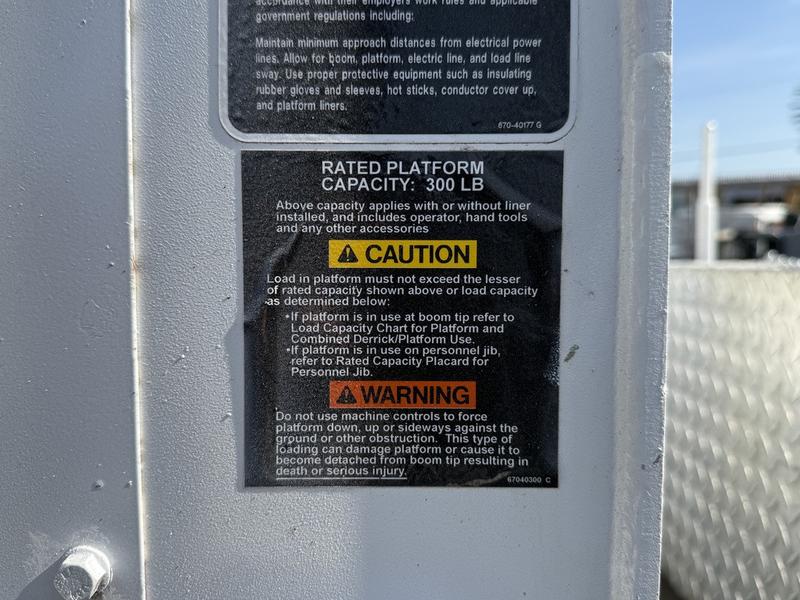 accordance with their employers work rules and applicable
government regulations including:
Maintain minimum approach distances from electrical power
lines. Allow for boom, platform, electric line, and load line
sway. Use proper protective equipment such as insulating
rubber gloves and sleeves, hot sticks, conductor cover up,
and platform liners.
670-40177 G
RATED PLATFORM
CAPACITY: 300 LB
Above capacity applies with or without liner
installed, and includes operator, hand tools
and any other accessories
CAUTION
Load in platform must not exceed the lesser
of rated capacity shown above or load capacity
as determined below:
•If platform is in use at boom tip refer to
Load Capacity Chart for Platform and
Combined Derrick/Platform Use.
•If platform is in use on personnel jib,
refer to Rated Capacity Placard for
Personnel Jib.
WARNING
Do not use machine controls to force
platform down, up or sideways against the
ground or other obstruction. This type of
loading can damage platform or cause it to
become detached from boom tip resulting in
death or serious injury.
67040300 C